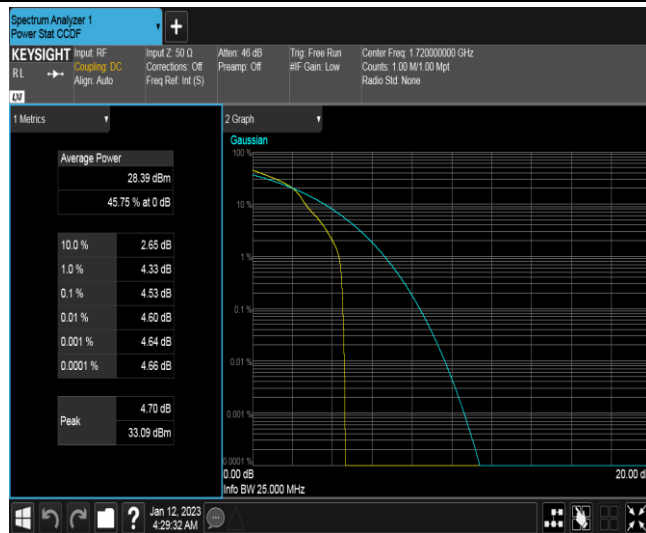 Spectrum Analyzer 1
Power Stat CCDF
+
KEYSIGHT
RL
Input: RF
Coupling: DC
Align: Auto
Input Z: 50 Ω
Corrections: Off
Freq Ref: Int (S)
Atten: 46 dB
Preamp: Off
Trig: Free Run
#IF Gain: Low
Center Freq: 1.720000000 GHz
Counts: 1.00 M/1.00 Mpt
Radio Std: None
1 Metrics
Average Power
28.39 dBm
45.75 % at 0 dB
10.0 % 2.65 dB
1.0 % 4.33 dB
0.1 % 4.53 dB
0.01 % 4.60 dB
0.001 % 4.64 dB
0.0001 % 4.66 dB
Peak
4.70 dB
33.09 dBm
2 Graph
Gaussian
100 %
10 %
1 %
0.1 %
0.01 %
0.001 %
0.0001 %
0.00 dB
20.00 d
Info BW 25.000 MHz
?
Jan 12, 2023
4:29:32 AM